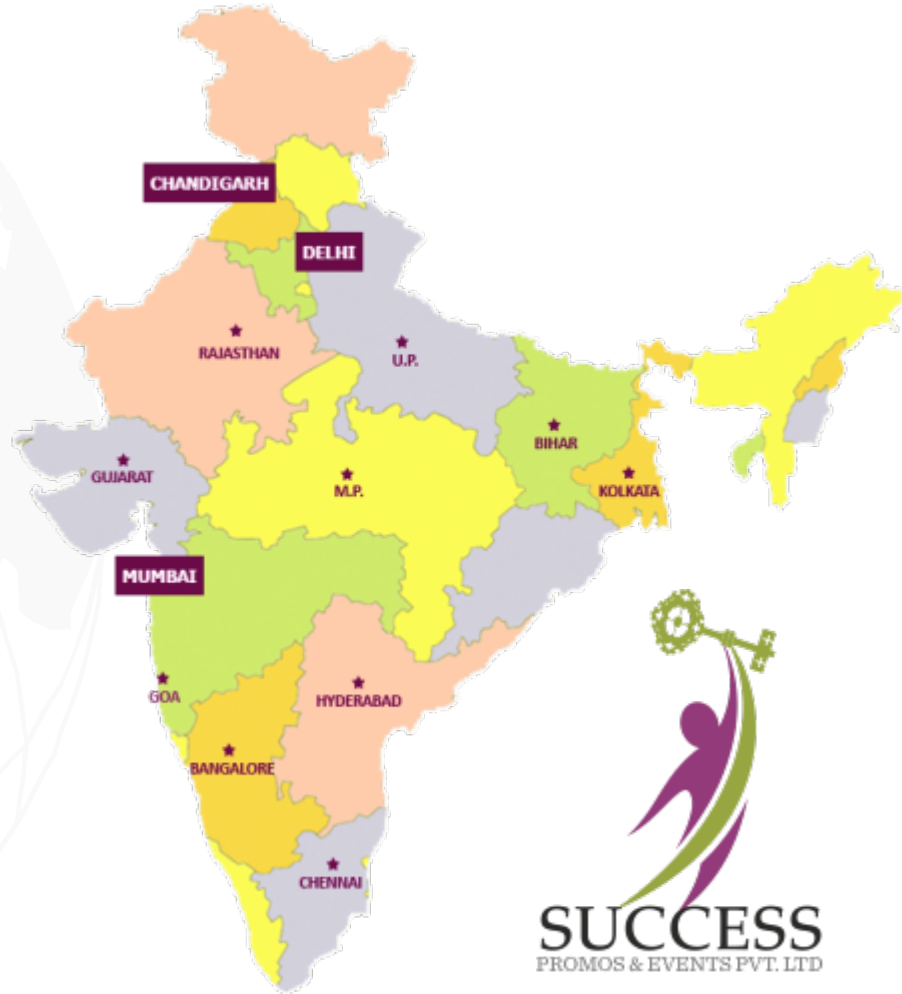 CHANDIGARH
DELHI
RAJASTHAN
U.P.
BIHAR
GUJARAT
M.P.
KOLKATA
MUMBAI
GOA
HYDERABAD
BANGALORE
CHENNAI
SUCCESS
PROMOS & EVENTS PVT. LTD